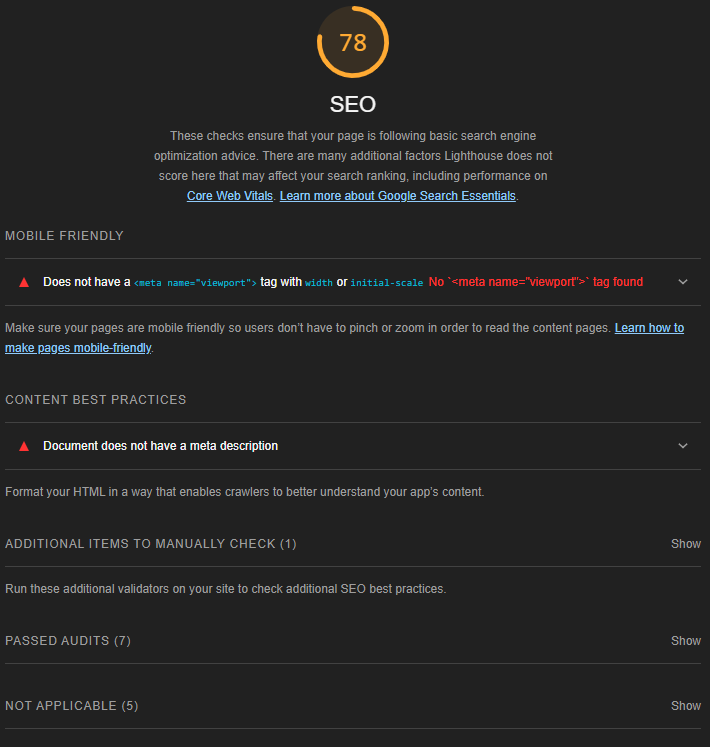 78
SEO
These checks ensure that your page is following basic search engine
optimization advice. There are many additional factors Lighthouse does not
score here that may affect your search ranking, including performance on
Core Web Vitals. Learn more about Google Search Essentials.
MOBILE FRIENDLY
Does not have a <meta name="viewport"> tag with width or initial-scale No `<meta name="viewport">` tag found
Make sure your pages are mobile friendly so users don’t have to pinch or zoom in order to read the content pages. Learn how to
make pages mobile-friendly.
CONTENT BEST PRACTICES
Document does not have a meta description
Format your HTML in a way that enables crawlers to better understand your app’s content.
ADDITIONAL ITEMS TO MANUALLY CHECK (1) Show
Run these additional validators on your site to check additional SEO best practices.
PASSED AUDITS (7) Show
NOT APPLICABLE (5) Show